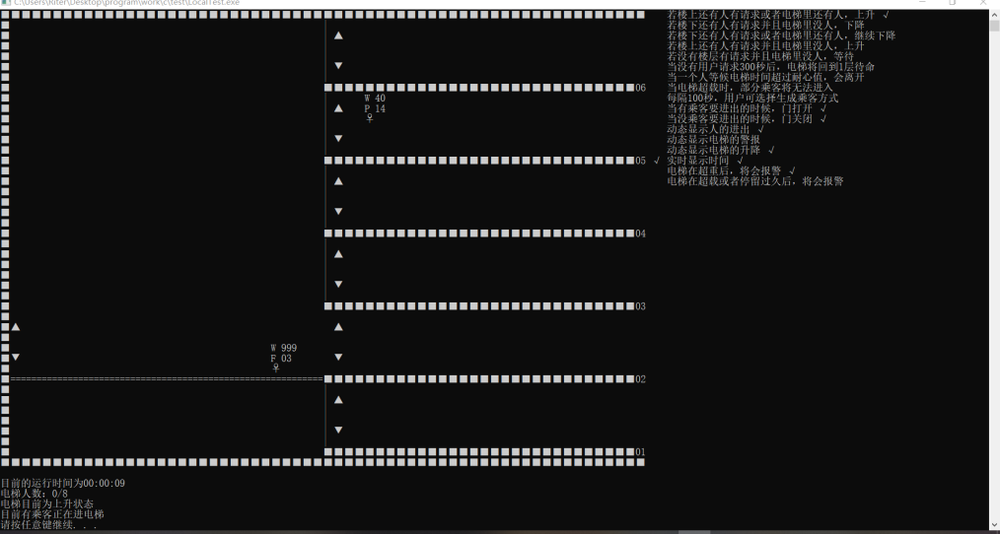 C:\Users\Riter\Desktop\program\work\c\test\LocalTest.exe
若楼上还有人有请求或者电梯里还有人，上升 √
若楼下还有人有请求并且电梯里没人，下降
若楼下还有人有请求或者电梯里还有人，继续下降
若楼上还有人有请求并且电梯里没人，上升
若没有楼层有请求并且电梯里没人，等待
当没有用户请求300秒后，电梯将回到1层待命
当一个人等候电梯时间超过耐心值，会离开
当电梯超载时，部分乘客将无法进入
每隔100秒，用户可选择生成乘客方式
当有乘客要进出的时候，门打开 √
当没乘客要进出的时候，门关闭 √
动态显示人的进出 √
动态显示电梯的警报
动态显示电梯的升降 √
√ 实时显示时间 √
电梯在超重后，将会报警 √
电梯在超载或者停留过久后，将会报警
06
W 40
P 14
05
04
03
W 999
F 03
02
01
目前的运行时间为00:00:09
电梯人数：0/8
电梯目前为上升状态
目前有乘客正在进电梯
请按任意键继续. . .